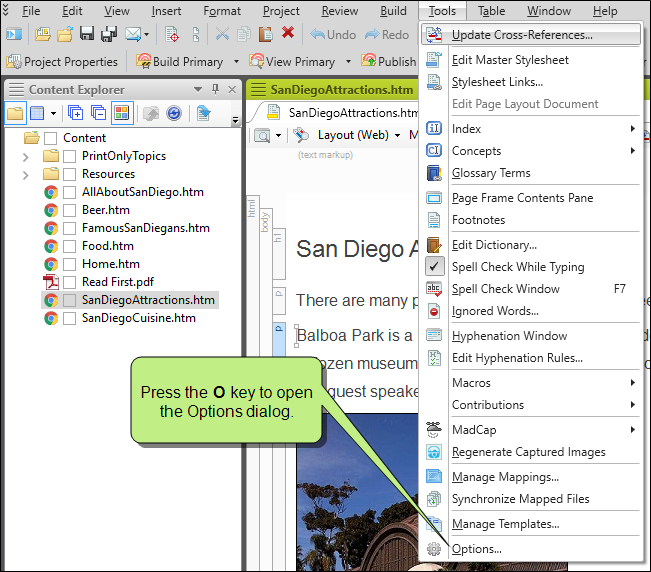 File Edit View Insert Format Project Review Build Tools Table Window Help
Undo Redo
Project Properties Build Primary Publish
Content Explorer
Content
PrintOnlyTopics
Resources
AllAboutSanDiego.htm
Beer.htm
FamousSanDiegans.htm
Food.htm
Home.htm
Read First.pdf
SanDiegoAttractions.htm
SanDiegoCuisine.htm
SanDiegoAttractions.htm
SanDiegoAttractions.htm
Layout (Web)
(text markup)
html
body
h1
p
p
San Diego A
There are many p
Balboa Park is a
dozen museum
guest speake
Press the O key to open
the Options dialog.
Update Cross-References...
Edit Master Stylesheet
Stylesheet Links...
Edit Page Layout Document
Index
Concepts
Glossary Terms
Page Frame Contents Pane
Footnotes
Edit Dictionary...
Spell Check While Typing
Spell Check Window F7
Ignored Words...
Hyphenation Window
Edit Hyphenation Rules...
Macros
Contributions
MadCap
Regenerate Captured Images
Manage Mappings...
Synchronize Mapped Files
Manage Templates...
Options...